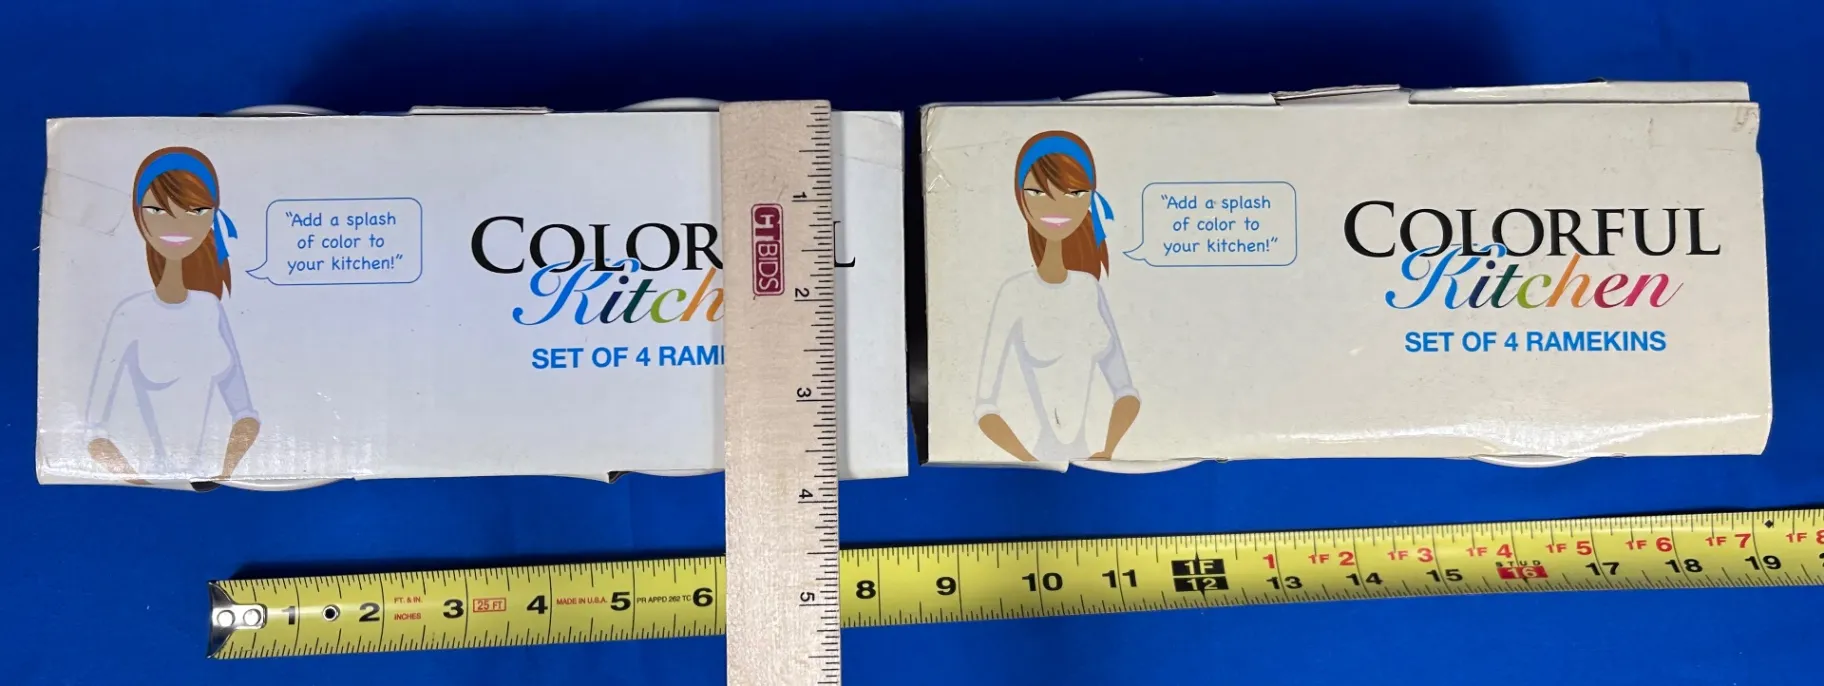 "Add a splash
of color to
your kitchen!"
COLOR L
Kitch
SET OF 4 RAM
HIBIDS
1
2
3
4
5
"Add a splash
of color to
your kitchen!"
COLORFUL
Kitchen
SET OF 4 RAMEKINS
1F 1 1F 2 1F 3 1F 4 1F 5 1F 6 1F 7 1F 8
STUD
1 2 FT. & IN. INCHES 3 25 FT 4 MADE IN U.S.A. 5 PR APPD 262 TC 6 8 9 10 11 12 13 14 15 16 17 18 19